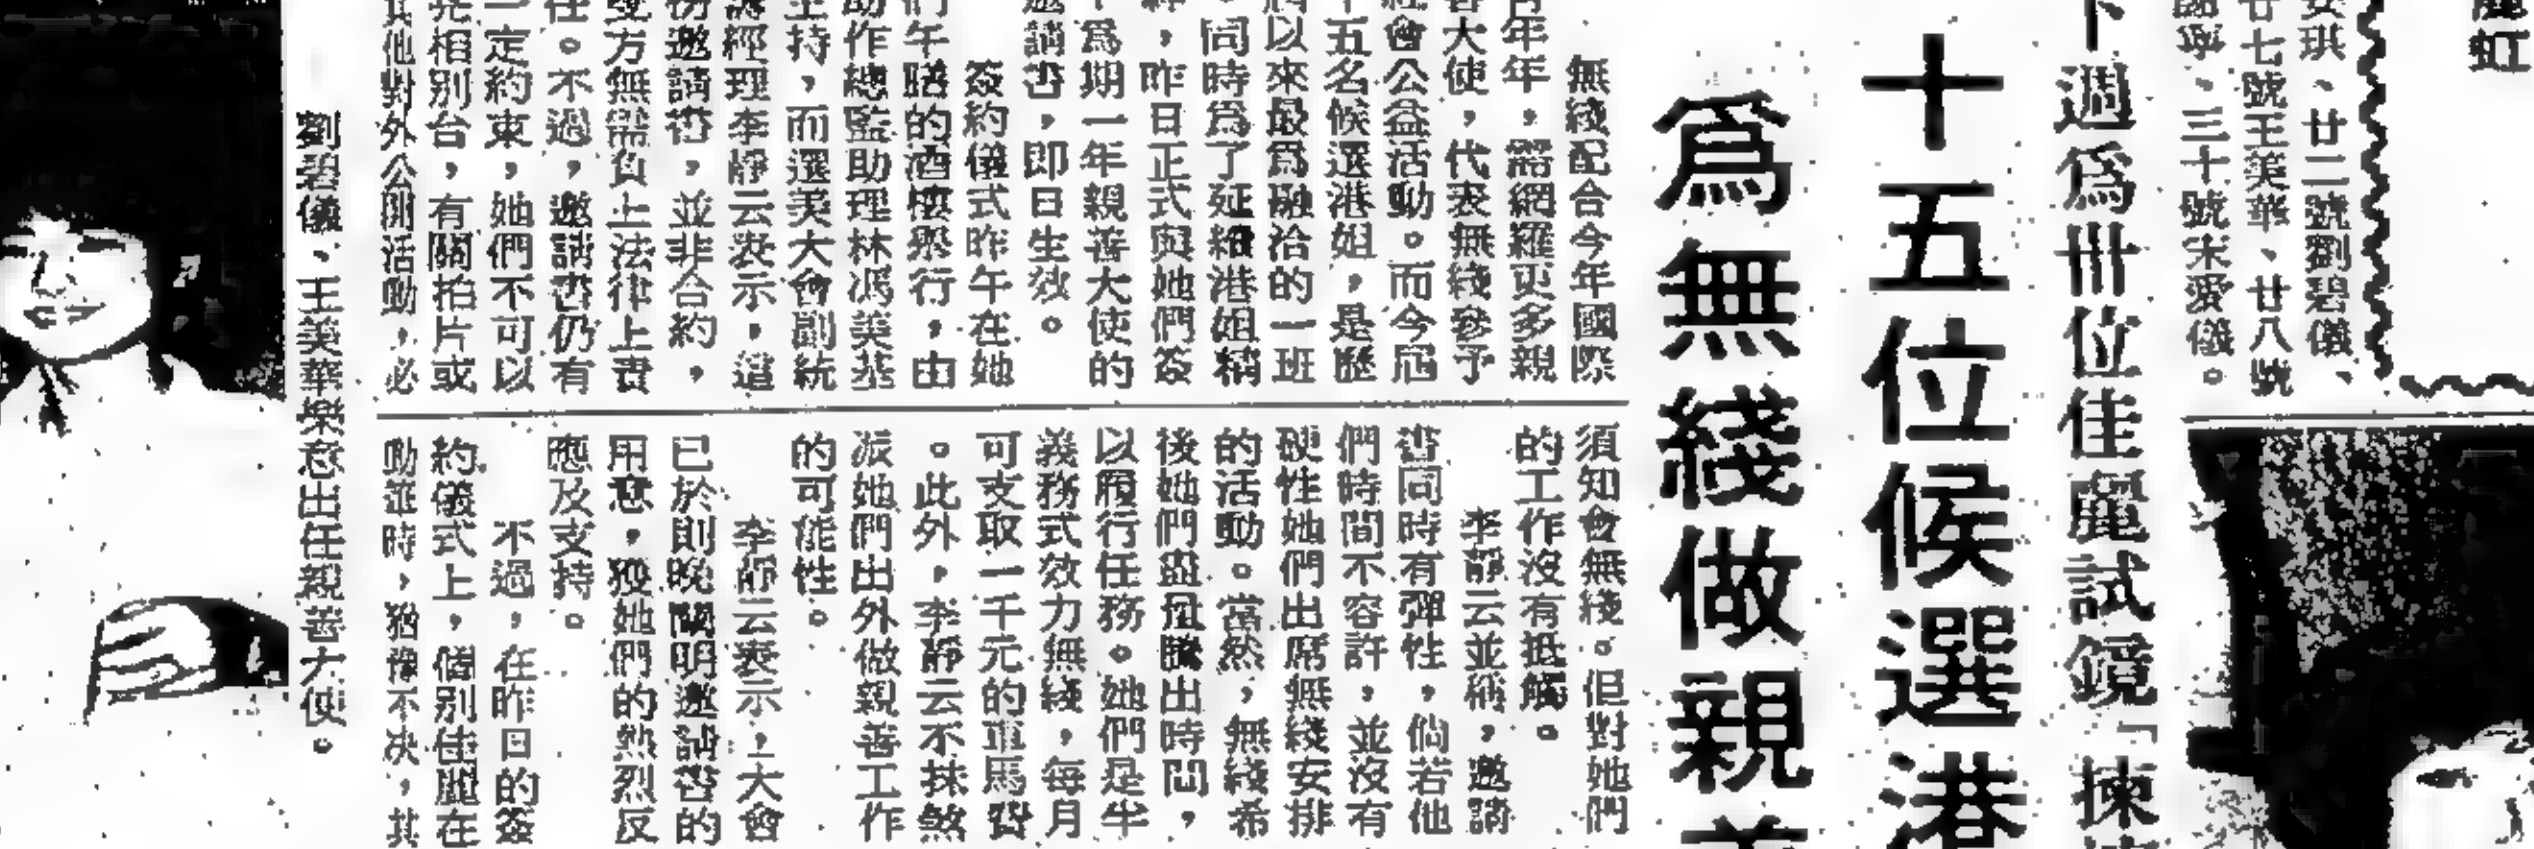 麗虹
安琪、廿二號劉碧儀、
廿七號王美華、廿八號
謝寧、三十號宋愛儀。
下週爲卅位佳麗試鏡「揀
十五位候選港
爲無綫做親善
無綫配合今年國際
青年年,將網羅更多親
善大使,代表無綫參予
社會公益活動。而今屆
十五名候選港姐,是歷
屆以來最爲融洽的一班
。同時爲了延續港姐稱
,昨日正式與她們簽
下爲期一年親善大使的
邀請書,即日生效。
簽約儀式昨午在她
們午膳的酒樓舉行,由
助作總監助理林馮美基
主持,而選美大會副統
籌經理李靜云表示,這
份邀請書,並非合約,
雙方無需負上法律上責
任。不過,邀請書仍有
一定約束,她們不可以
亮相別台,有關拍片或
其他對外公開活動,必
須知會無綫。但對她們
的工作沒有抵觸。
李靜云並稱,邀請
書同時有彈性,倘若他
們時間不容許,並沒有
硬性她們出席無綫安排
的活動。當然,無綫希
後她們盡量騰出時間,
以履行任務。她們是半
義務式效力無綫,每月
可支取一千元的車馬費
。此外,李靜云不抹煞
派她們出外做親善工作
的可能性。
李靜云表示,大會
已於前晚闡明邀請書的
用意,獲她們的熱烈反
應及支持。
不過,在昨日的簽
約儀式上,個別佳麗在
動筆時,猶豫不決,其
劉碧儀、王美華樂意出任親善大使。